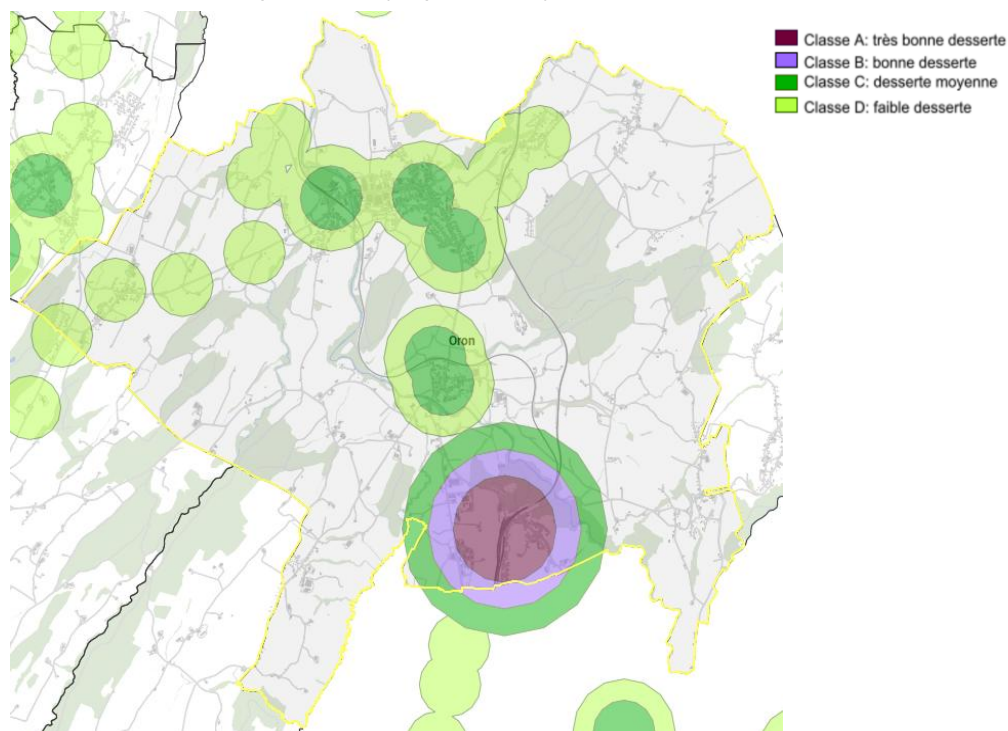 Classe A: très bonne desserte
Classe B: bonne desserte
Classe C: desserte moyenne
Classe D: faible desserte
Oron